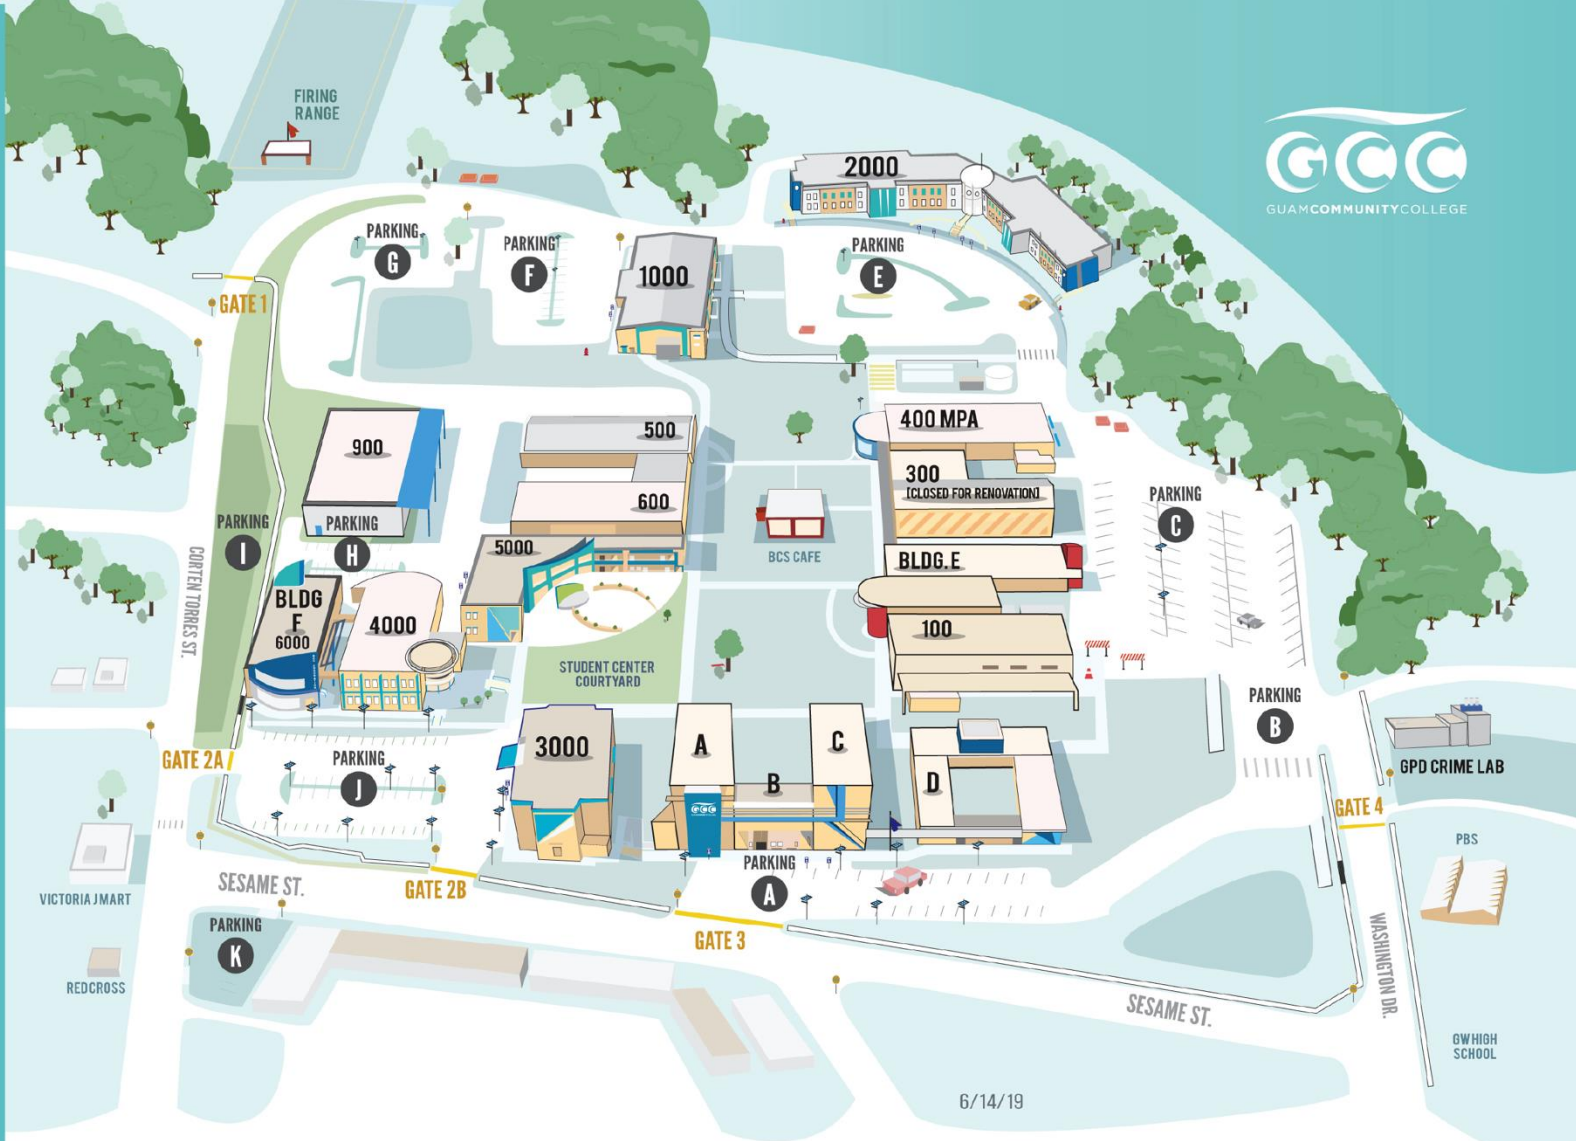 FIRING
RANGE
2000
GCC
GUAMCOMMUNITYCOLLEGE
PARKING
G
PARKING
F
1000
PARKING
E
GATE 1
900
500
400 MPA
300
[CLOSED FOR RENOVATION]
600
PARKING
C
PARKING
I
PARKING
H
5000
BCS CAFE
BLDG.E
CORTEN TORRES ST.
BLDG
F
6000
4000
100
STUDENT CENTER
COURTYARD
PARKING
B
3000
A
B
C
D
GATE 2A
PARKING
J
GPD CRIME LAB
GCC
GATE 4
PBS
PARKING
A
SESAME ST.
GATE 2B
VICTORIA JMART
PARKING
K
GATE 3
WASHINGTON DR.
REDCROSS
SESAME ST.
GW HIGH
SCHOOL
6/14/19